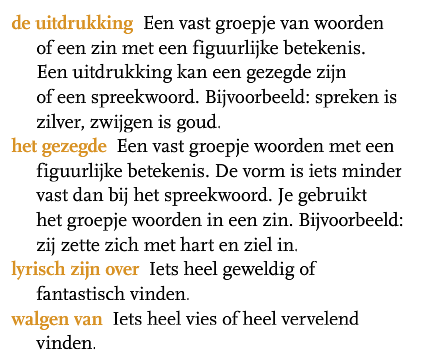 de uitdrukking Een vast groepje van woorden
of een zin met een figuurlijke betekenis.
Een uitdrukking kan een gezegde zijn
of een spreekwoord. Bijvoorbeeld: spreken is
zilver, zwijgen is goud.
het gezegde Een vast groepje woorden met een
figuurlijke betekenis. De vorm is iets minder
vast dan bij het spreekwoord. Je gebruikt
het groepje woorden in een zin. Bijvoorbeeld:
zij zette zich met hart en ziel in.
lyrisch zijn over Iets heel geweldig of
fantastisch vinden.
walgen van Iets heel vies of heel vervelend
vinden.